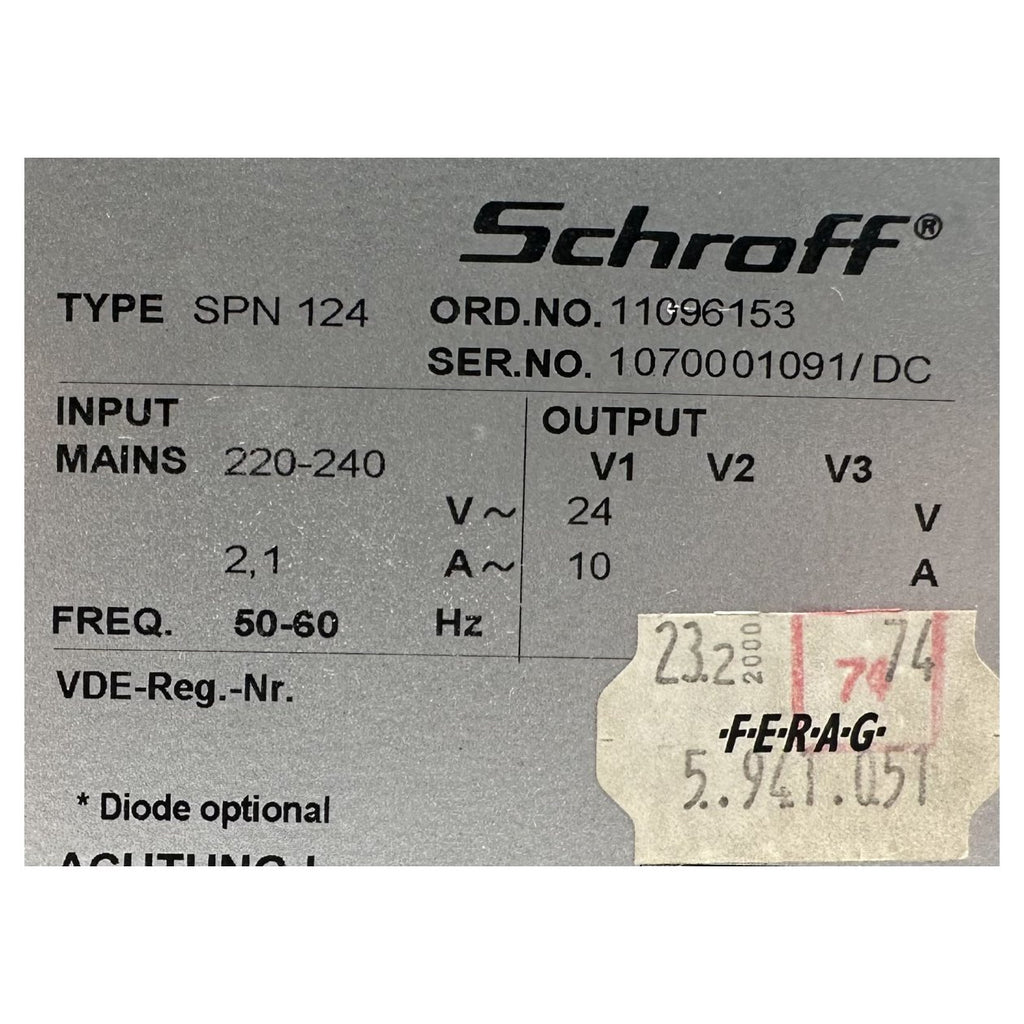 Schroff®
TYPE SPN 124 ORD.NO. 11096153
SER.NO. 1070001091/DC
INPUT OUTPUT
MAINS 220-240 V1 V2 V3
V~ 24 V
2,1 A~ 10 A
FREQ. 50-60 Hz
VDE-Reg.-Nr.
23.2 2000 74
74
·F·E·R·A·G·
5.941.051
* Diode optional
ACHTUNG !